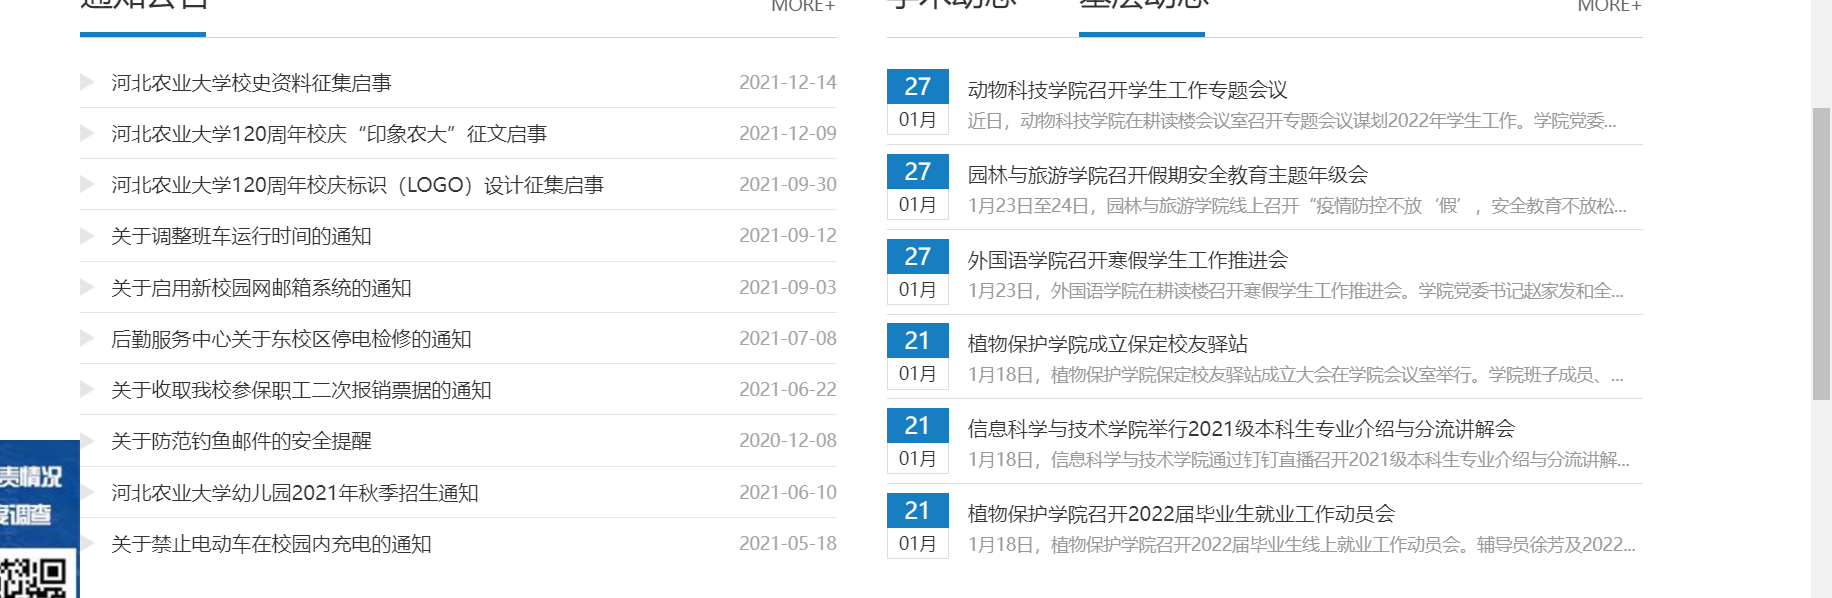 通知公告
MORE+
河北农业大学校史资料征集启事 2021-12-14
河北农业大学120周年校庆“印象农大”征文启事 2021-12-09
河北农业大学120周年校庆标识（LOGO）设计征集启事 2021-09-30
关于调整班车运行时间的通知 2021-09-12
关于启用新校园网邮箱系统的通知 2021-09-03
后勤服务中心关于东校区停电检修的通知 2021-07-08
关于收取我校参保职工二次报销票据的通知 2021-06-22
关于防范钓鱼邮件的安全提醒 2020-12-08
河北农业大学幼儿园2021年秋季招生通知 2021-06-10
关于禁止电动车在校园内充电的通知 2021-05-18
学术动态 基层动态
MORE+
27 动物科技学院召开学生工作专题会议
01月 近日，动物科技学院在耕读楼会议室召开专题会议谋划2022年学生工作。学院党委...
27 园林与旅游学院召开假期安全教育主题年级会
01月 1月23日至24日，园林与旅游学院线上召开“疫情防控不放‘假’，安全教育不放松...
27 外国语学院召开寒假学生工作推进会
01月 1月23日，外国语学院在耕读楼召开寒假学生工作推进会。学院党委书记赵家发和全...
21 植物保护学院成立保定校友驿站
01月 1月18日，植物保护学院保定校友驿站成立大会在学院会议室举行。学院班子成员、...
21 信息科学与技术学院举行2021级本科生专业介绍与分流讲解会
01月 1月18日，信息科学与技术学院通过钉钉直播召开2021级本科生专业介绍与分流讲解...
21 植物保护学院召开2022届毕业生就业工作动员会
01月 1月18日，植物保护学院召开2022届毕业生线上就业工作动员会。辅导员徐芳及2022...
责情况
度调查